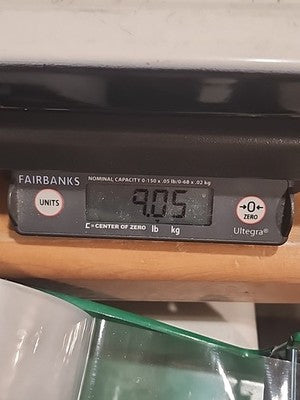 FAIRBANKS NOMINAL CAPACITY 0-150 x .05 lb/0-68 x .02 kg
UNITS
9.05
→0←
ZERO
CENTER OF ZERO lb kg
Ultegra®